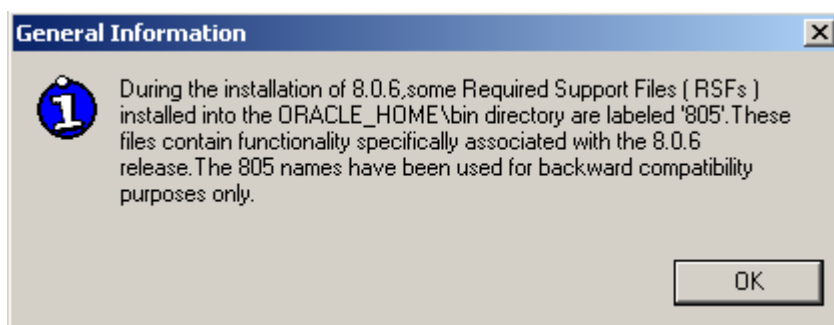 General Information
During the installation of 8.0.6,some Required Support Files ( RSFs )
installed into the ORACLE_HOME\bin directory are labeled '805'.These
files contain functionality specifically associated with the 8.0.6
release.The 805 names have been used for backward compatibility
purposes only.
OK